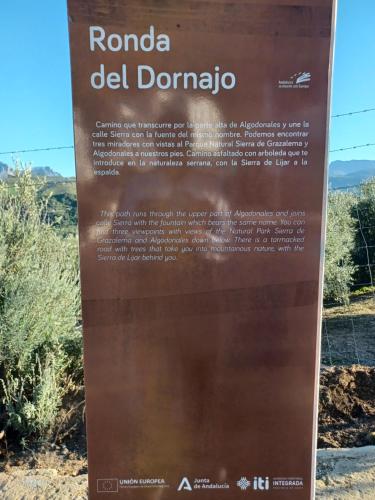 Ronda
del Dornajo
Camino que transcurre por la parte alta de Algodonales y une la
calle Sierra con la fuente del mismo nombre. Podemos encontrar
tres miradores con vistas al Parque Natural Sierra de Grazalema y
Algodonales a nuestros pies. Camino asfaltado con arboleda que te
introduce en la naturaleza serrana, con la Sierra de Líjar a la
espalda.
This path runs through the upper part of Algodonales and joins
calle Sierra with the fountain which bears the same name. You can
find three viewpoints with views of the Natural Park Sierra de
Grazalema and Algodonales down below. There is a tarmacked
road with trees that take you into mountainous nature, with the
Sierra de Líjar behind you.
UNIÓN EUROPEA
Junta
de Andalucía
iti
INTEGRADA